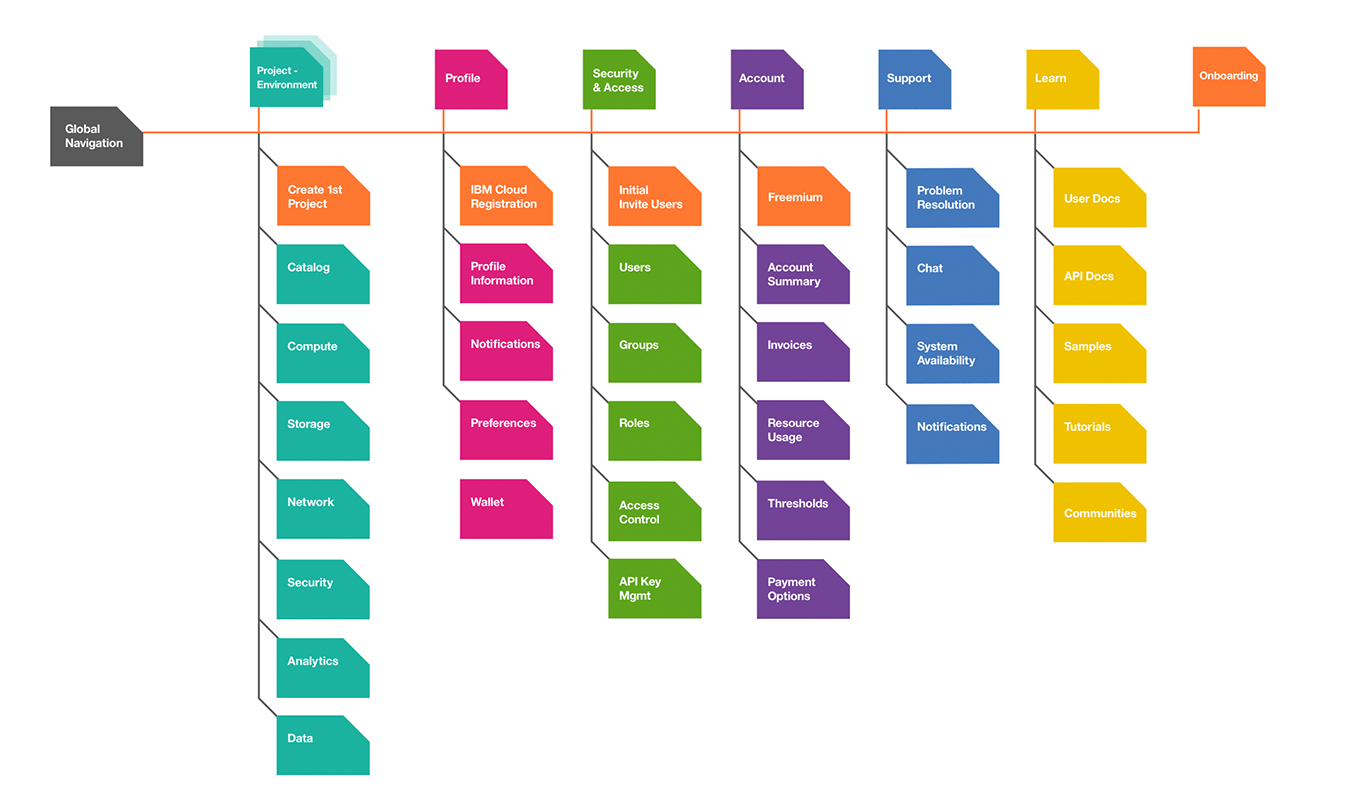 Project -
Environment
Profile
Security
& Access
Account
Support
Learn
Onboarding
Global
Navigation
Create 1st
Project
Catalog
Compute
Storage
Network
Security
Analytics
Data
IBM Cloud
Registration
Profile
Information
Notifications
Preferences
Wallet
Initial
Invite Users
Users
Groups
Roles
Access
Control
API Key
Mgmt
Freemium
Account
Summary
Invoices
Resource
Usage
Thresholds
Payment
Options
Problem
Resolution
Chat
System
Availability
Notifications
User Docs
API Docs
Samples
Tutorials
Communities